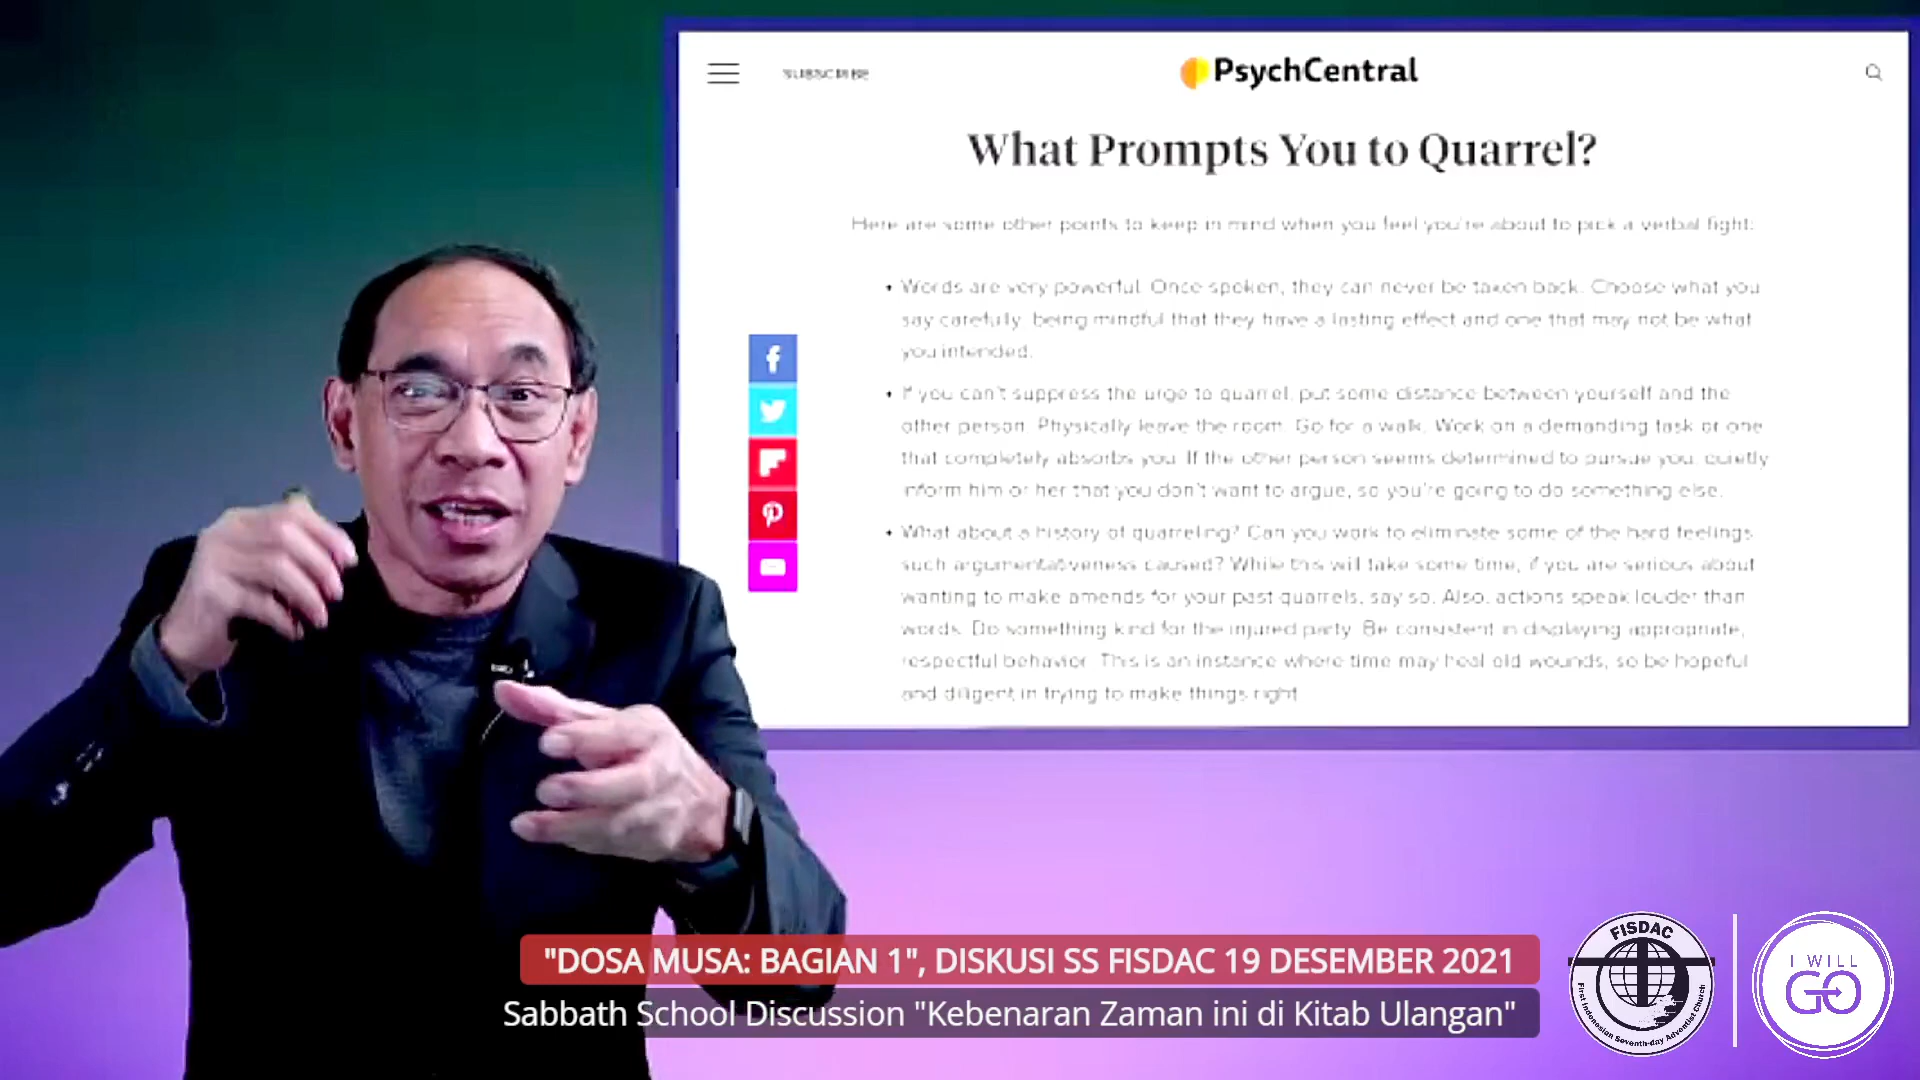 SUBSCRIBE
PsychCentral
What Prompts You to Quarrel?
Here are some other points to keep in mind when you feel you're about to pick a verbal fight:
• Words are very powerful. Once spoken, they can never be taken back. Choose what you
say carefully, being mindful that they have a lasting effect and one that may not be what
you intended.
• If you can't suppress the urge to quarrel, put some distance between yourself and the
other person. Physically leave the room. Go for a walk. Work on a demanding task or one
that completely absorbs you. If the other person seems determined to pursue you, quietly
inform him or her that you don't want to argue, so you're going to do something else.
• What about a history of quarreling? Can you work to eliminate some of the hard feelings
such argumentativeness caused? While this will take some time, if you are serious about
wanting to make amends for your past quarrels, say so. Also, actions speak louder than
words. Do something kind for the injured party. Be consistent in displaying appropriate,
respectful behavior. This is an instance where time may heal old wounds, so be hopeful
and diligent in trying to make things right.
"DOSA MUSA: BAGIAN 1", DISKUSI SS FISDAC 19 DESEMBER 2021
Sabbath School Discussion "Kebenaran Zaman ini di Kitab Ulangan"
FISDAC
First Indonesian Seventh-day Adventist Church
I WILL
GO